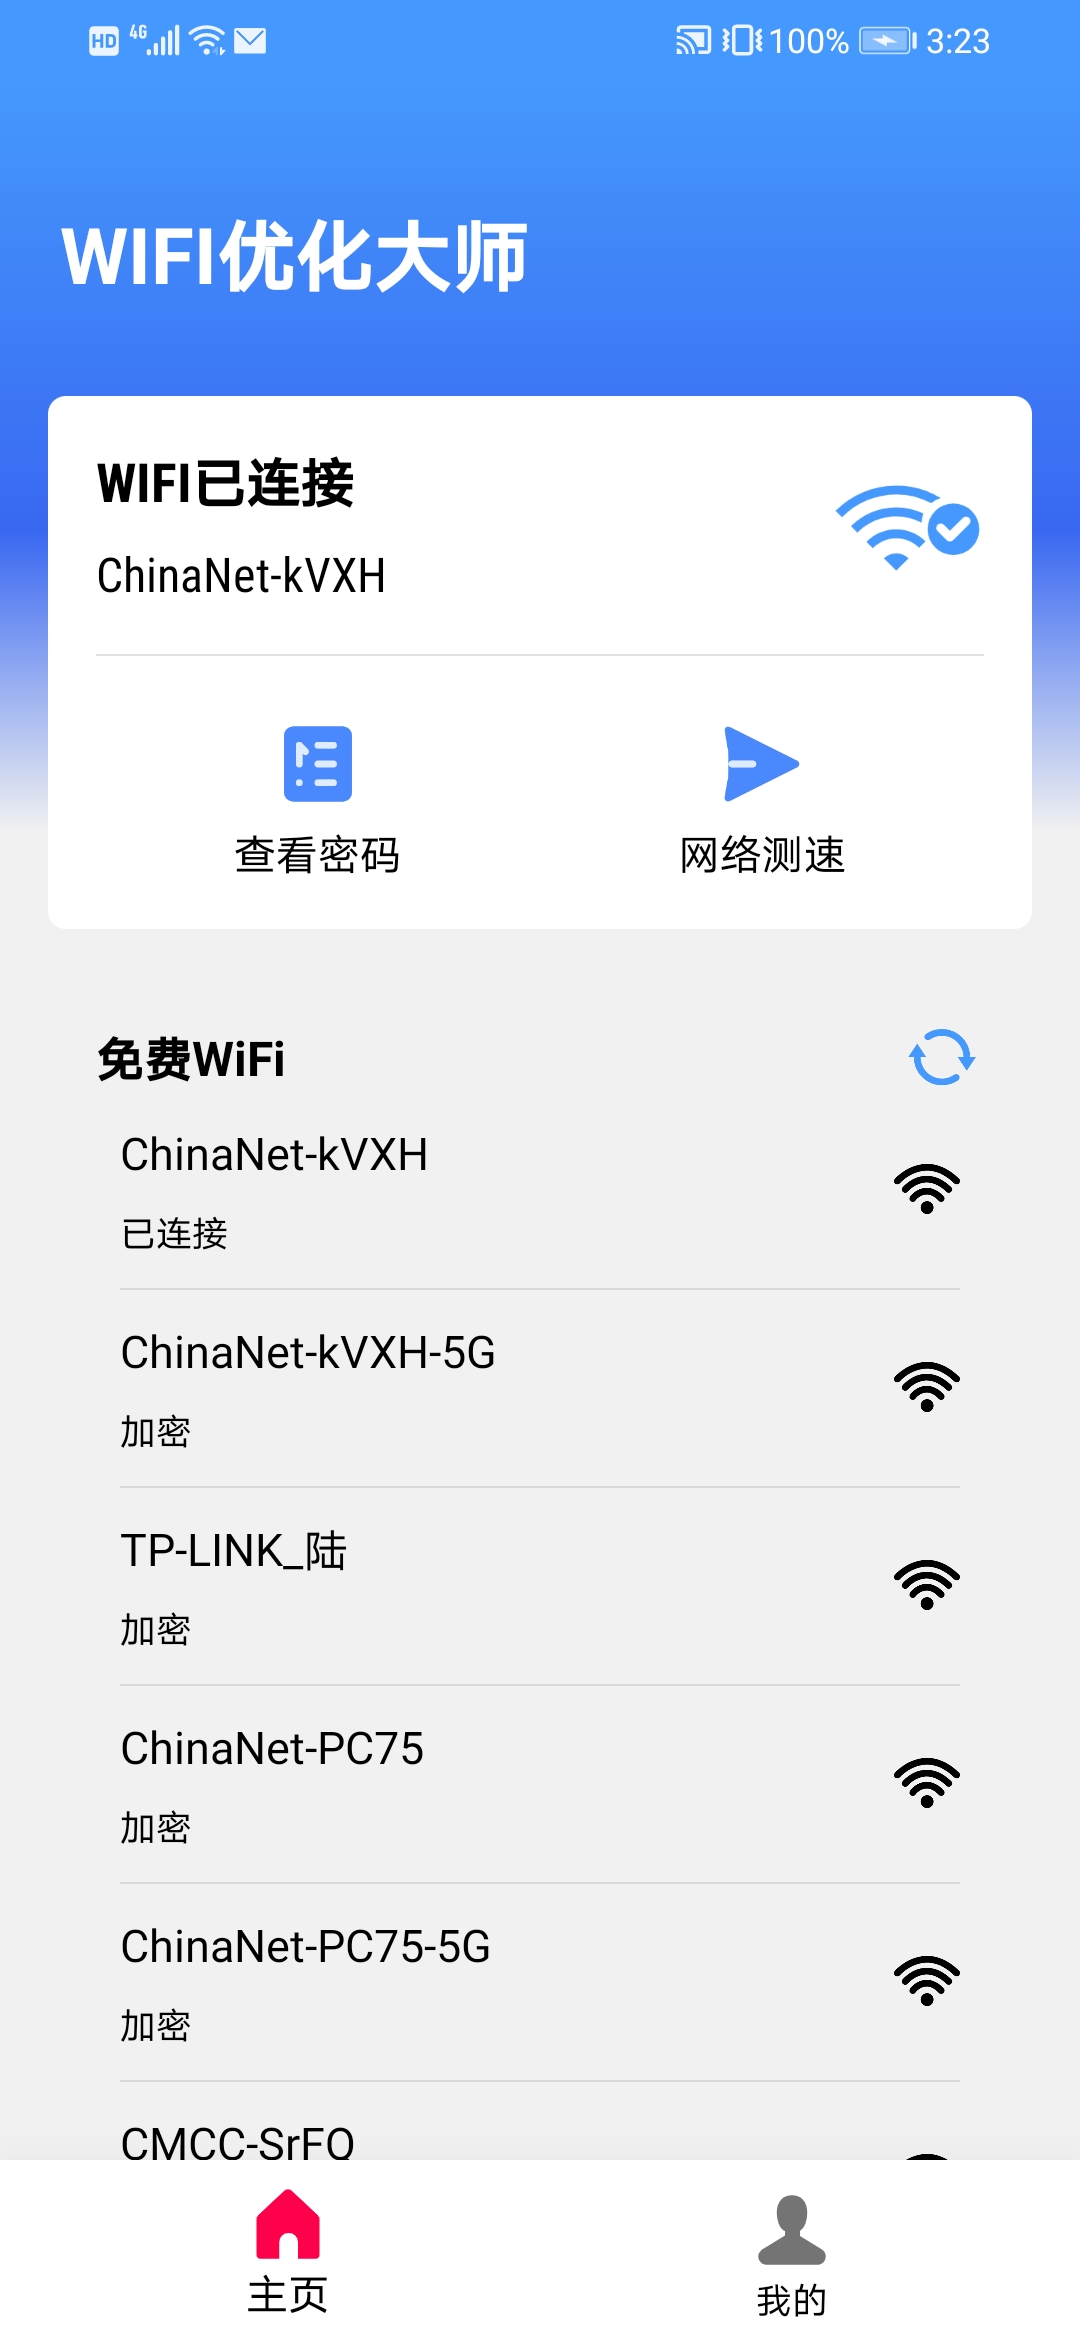 HD 4G 100% 3:23
WIFI优化大师
WIFI已连接
ChinaNet-kVXH
查看密码 网络测速
免费WiFi
ChinaNet-kVXH
已连接
ChinaNet-kVXH-5G
加密
TP-LINK_陆
加密
ChinaNet-PC75
加密
ChinaNet-PC75-5G
加密
CMCC-SrFQ
主页 我的